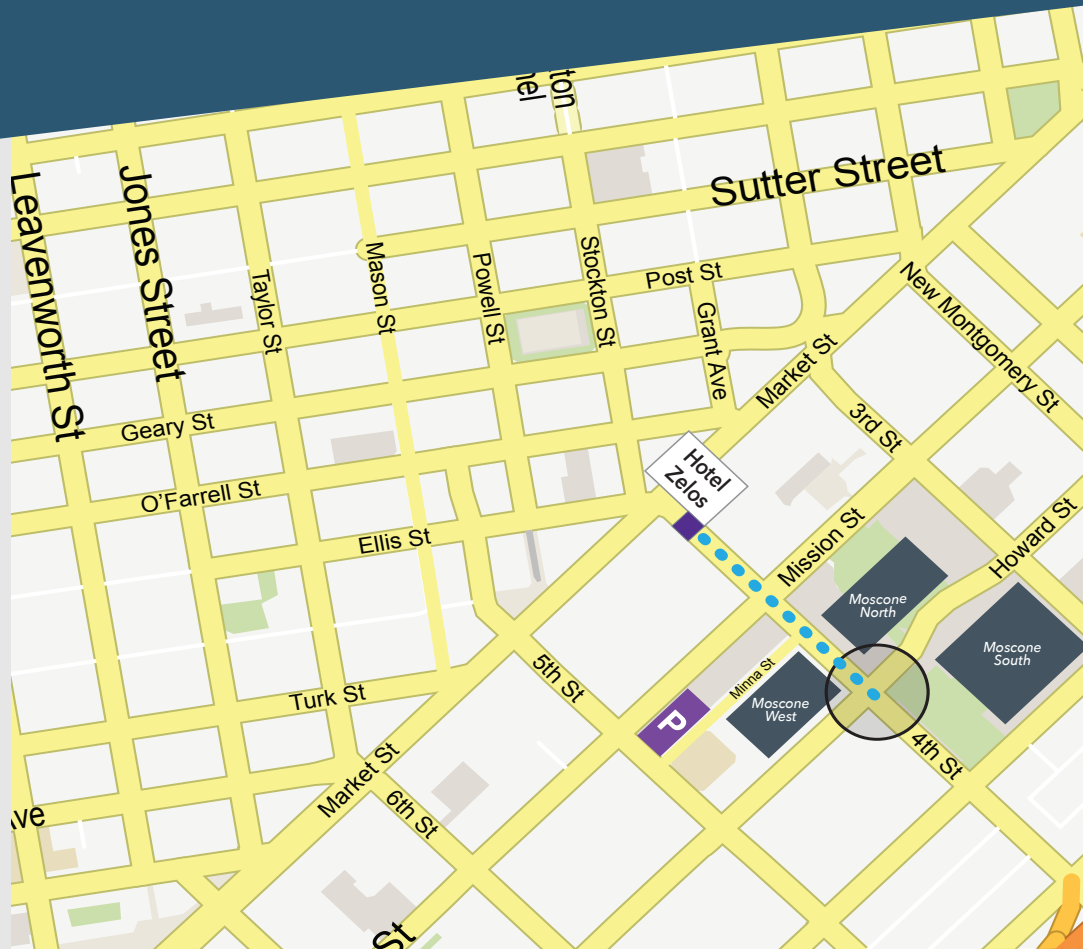 ton
nel
Sutter Street
Leavenworth St
Jones Street
Taylor St
Mason St
Powell St
Stockton St
Post St
Grant Ave
New Montgomery St
Market St
3rd St
Geary St
O'Farrell St
Ellis St
Hotel
Zelos
Mission St
Howard St
Moscone
North
Moscone
South
5th St
Minna St
Moscone
West
P
4th St
Turk St
Market St
6th St
Ave
St